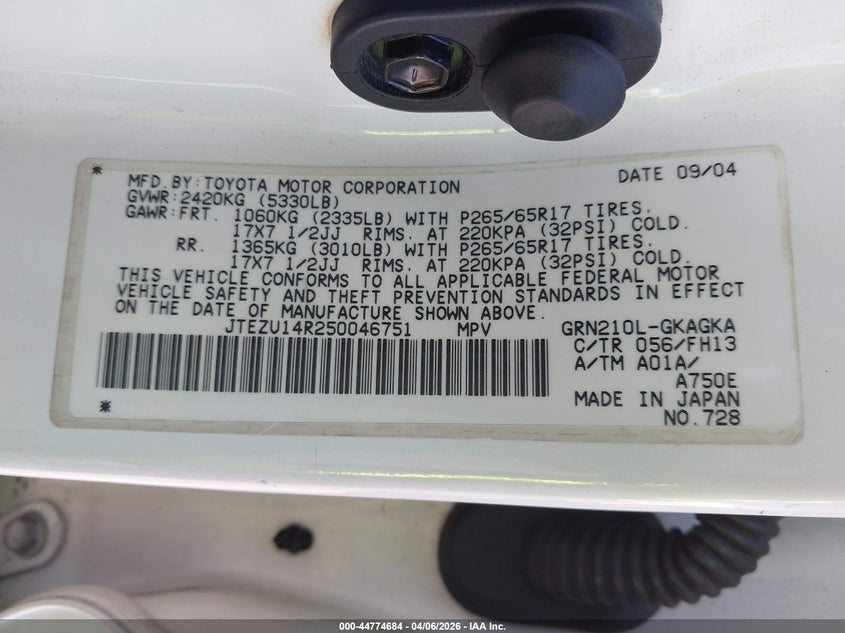 * DATE 09/04
MFD.BY:TOYOTA MOTOR CORPORATION
GVWR:2420KG (5330LB)
GAWR:FRT. 1060KG (2335LB) WITH P265/65R17 TIRES.
17X7 1/2JJ RIMS. AT 220KPA (32PSI) COLD.
RR. 1365KG (3010LB) WITH P265/65R17 TIRES.
17X7 1/2JJ RIMS. AT 220KPA (32PSI) COLD.
THIS VEHICLE CONFORMS TO ALL APPLICABLE FEDERAL MOTOR
VEHICLE SAFETY AND THEFT PREVENTION STANDARDS IN EFFECT
ON THE DATE OF MANUFACTURE SHOWN ABOVE.
JTEZU14R250046751 MPV GRN210L-GKAGKA
C/TR 056/FH13
A/TM A01A/
A750E
* MADE IN JAPAN
NO.728
000-44774684 - 04/06/2026 - IAA Inc.